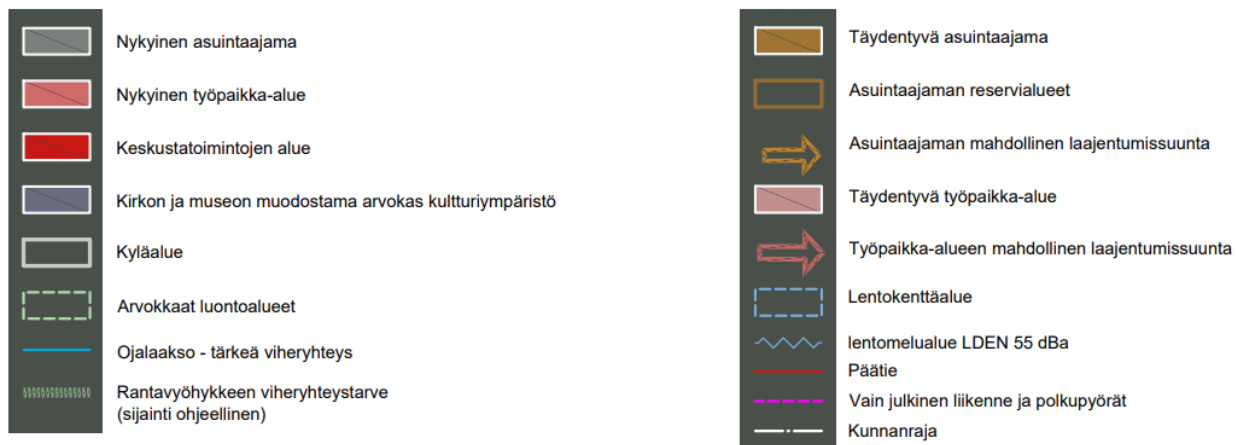 Nykyinen asuintaajama
Nykyinen työpaikka-alue
Keskustatoimintojen alue
Kirkon ja museon muodostama arvokas kultturiympäristö
Kyläalue
Arvokkaat luontoalueet
Ojalaakso - tärkeä viheryhteys
Rantavyöhykkeen viheryhteystarve
(sijainti ohjeellinen)
Täydentyvä asuintaajama
Asuintaajaman reservialueet
Asuintaajaman mahdollinen laajentumissuunta
Täydentyvä työpaikka-alue
Työpaikka-alueen mahdollinen laajentumissuunta
Lentokenttäalue
lentomelualue LDEN 55 dBa
Päätie
Vain julkinen liikenne ja polkupyörät
Kunnanraja